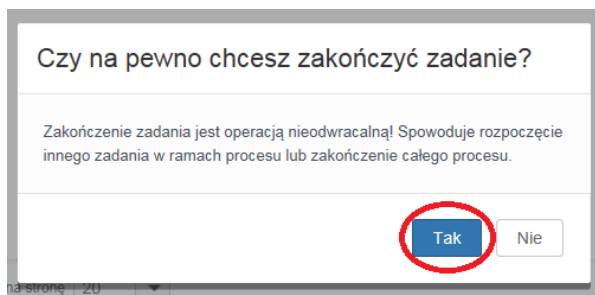 Czy na pewno chcesz zakończyć zadanie?
Zakończenie zadania jest operacją nieodwracalną! Spowoduje rozpoczęcie
innego zadania w ramach procesu lub zakończenie całego procesu.
Tak Nie
na stronę 20